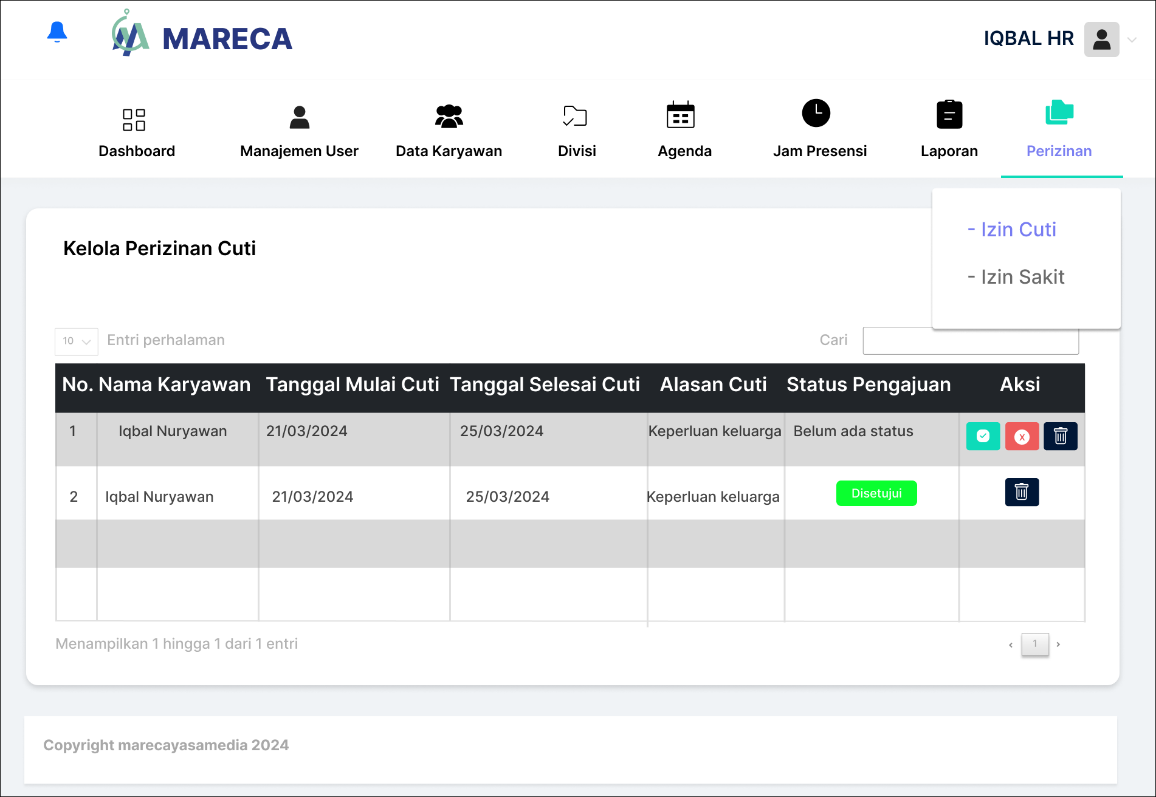 MARECA
IQBAL HR
Dashboard Manajemen User Data Karyawan Divisi Agenda Jam Presensi Laporan Perizinan
- Izin Cuti
- Izin Sakit
Kelola Perizinan Cuti
10 Entri perhalaman Cari
No. Nama Karyawan Tanggal Mulai Cuti Tanggal Selesai Cuti Alasan Cuti Status Pengajuan Aksi
1 Iqbal Nuryawan 21/03/2024 25/03/2024 Keperluan keluarga Belum ada status
2 Iqbal Nuryawan 21/03/2024 25/03/2024 Keperluan keluarga Disetujui
Menampilkan 1 hingga 1 dari 1 entri ‹ 1 ›
Copyright marecayasamedia 2024